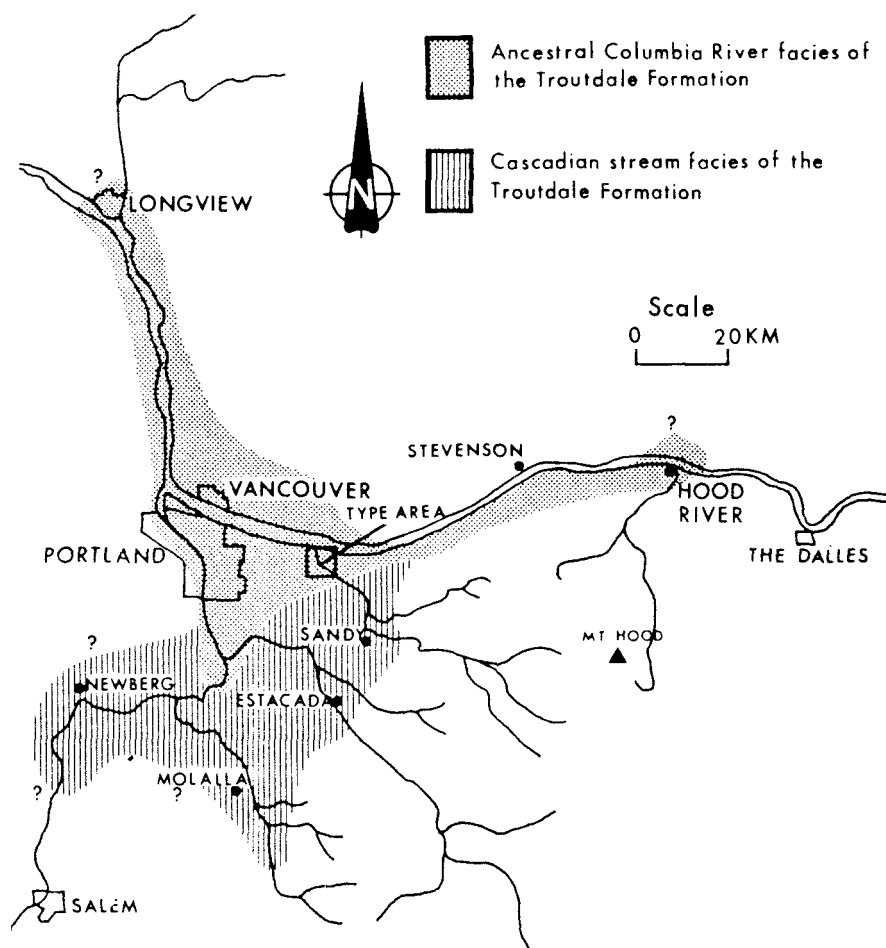 Ancestral Columbia River facies of
the Troutdale Formation
Cascadian stream facies of the
Troutdale Formation
N
?
LONGVIEW
Scale
0 20KM
?
STEVENSON
VANCOUVER
HOOD
RIVER
TYPE AREA
PORTLAND
THE DALLES
SANDY
MT HOOD
?
NEWBERG
ESTACADA
MOLALLA
?
?
SALEM